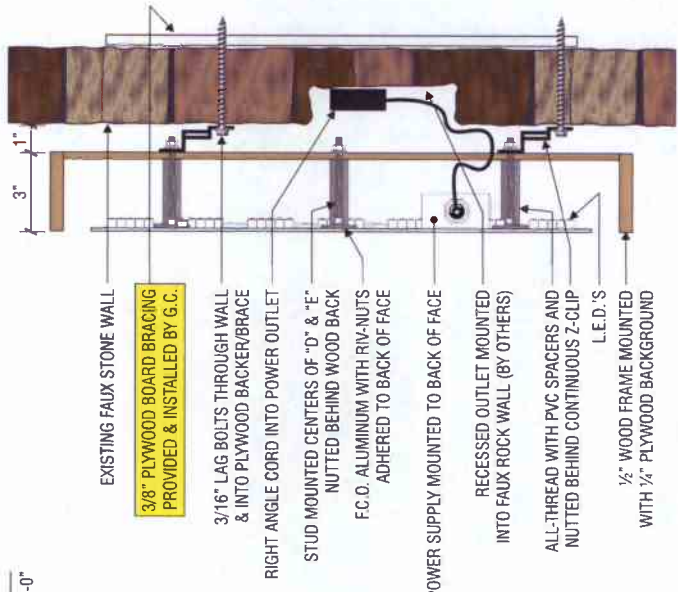 1"
3"
EXISTING FAUX STONE WALL
3/8" PLYWOOD BOARD BRACING
PROVIDED & INSTALLED BY G.C.
3/16" LAG BOLTS THROUGH WALL
& INTO PLYWOOD BACKER/BRACE
RIGHT ANGLE CORD INTO POWER OUTLET
STUD MOUNTED CENTERS OF "D" & "E"
NUTTED BEHIND WOOD BACK
F.C.O. ALUMINUM WITH RIV-NUTS
ADHERED TO BACK OF FACE
POWER SUPPLY MOUNTED TO BACK OF FACE
RECESSED OUTLET MOUNTED
INTO FAUX ROCK WALL (BY OTHERS)
ALL-THREAD WITH PVC SPACERS AND
NUTTED BEHIND CONTINUOUS Z-CLIP
L.E.D.'S
½" WOOD FRAME MOUNTED
WITH ¼" PLYWOOD BACKGROUND
-0"